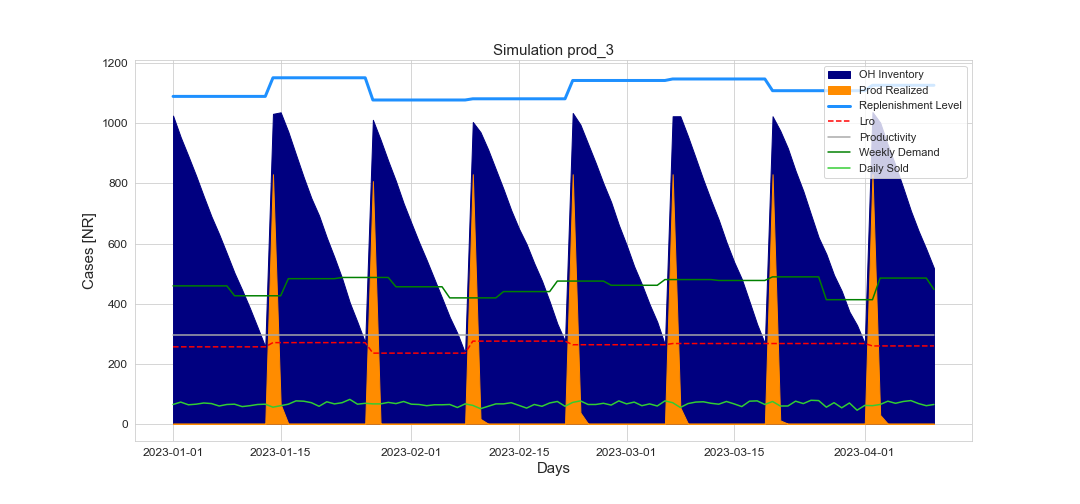 Simulation prod_3
1200
1000
800
600
400
200
0
Cases [NR]
OH Inventory
Prod Realized
Replenishment Level
Lro
Productivity
Weekly Demand
Daily Sold
2023-01-01 2023-01-15 2023-02-01 2023-02-15 2023-03-01 2023-03-15 2023-04-01
Days